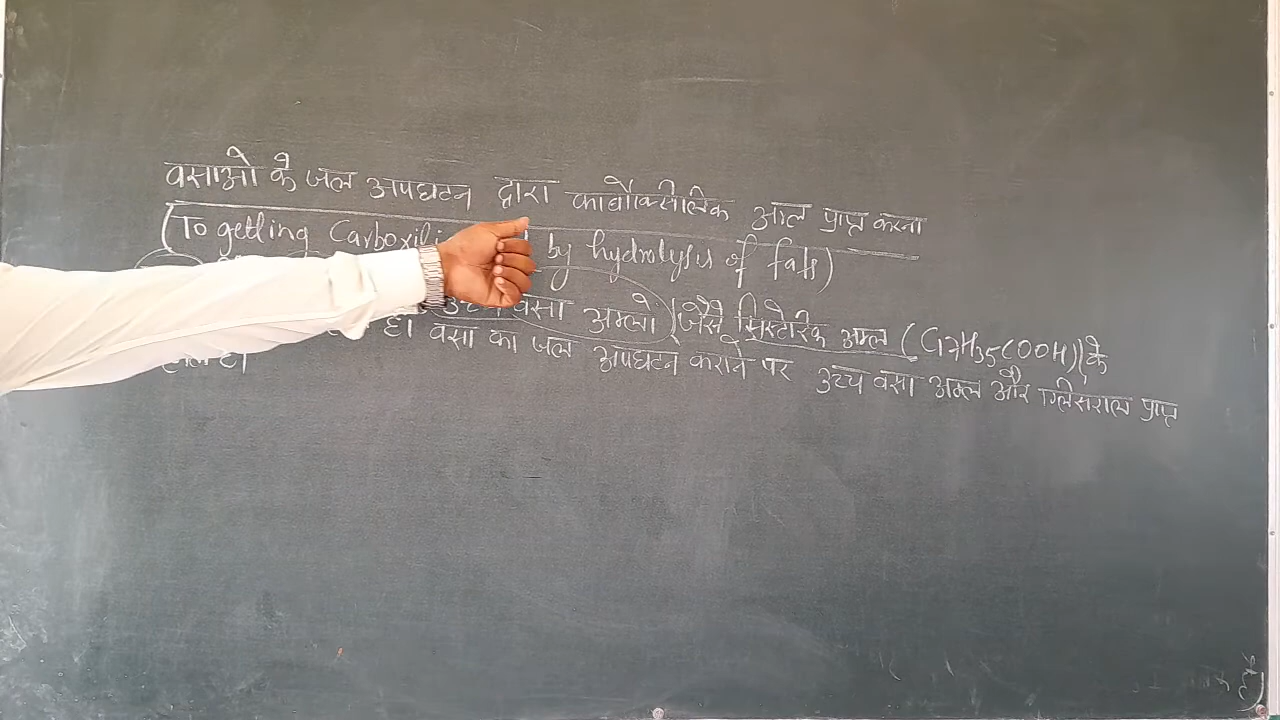 वसाओ के जल अपघटन द्वारा कार्बोक्सिलिक अम्ल प्राप्त करना
(To getting Carboxili by hydrolysis of fats)
उच्च वसा अम्लो (जैसे स्टिएरिक अम्ल (C17H35COOH)) के
है। वसा का जल अपघटन कराने पर उच्च वसा अम्ल और ग्लिसराल प्राप्त
है।